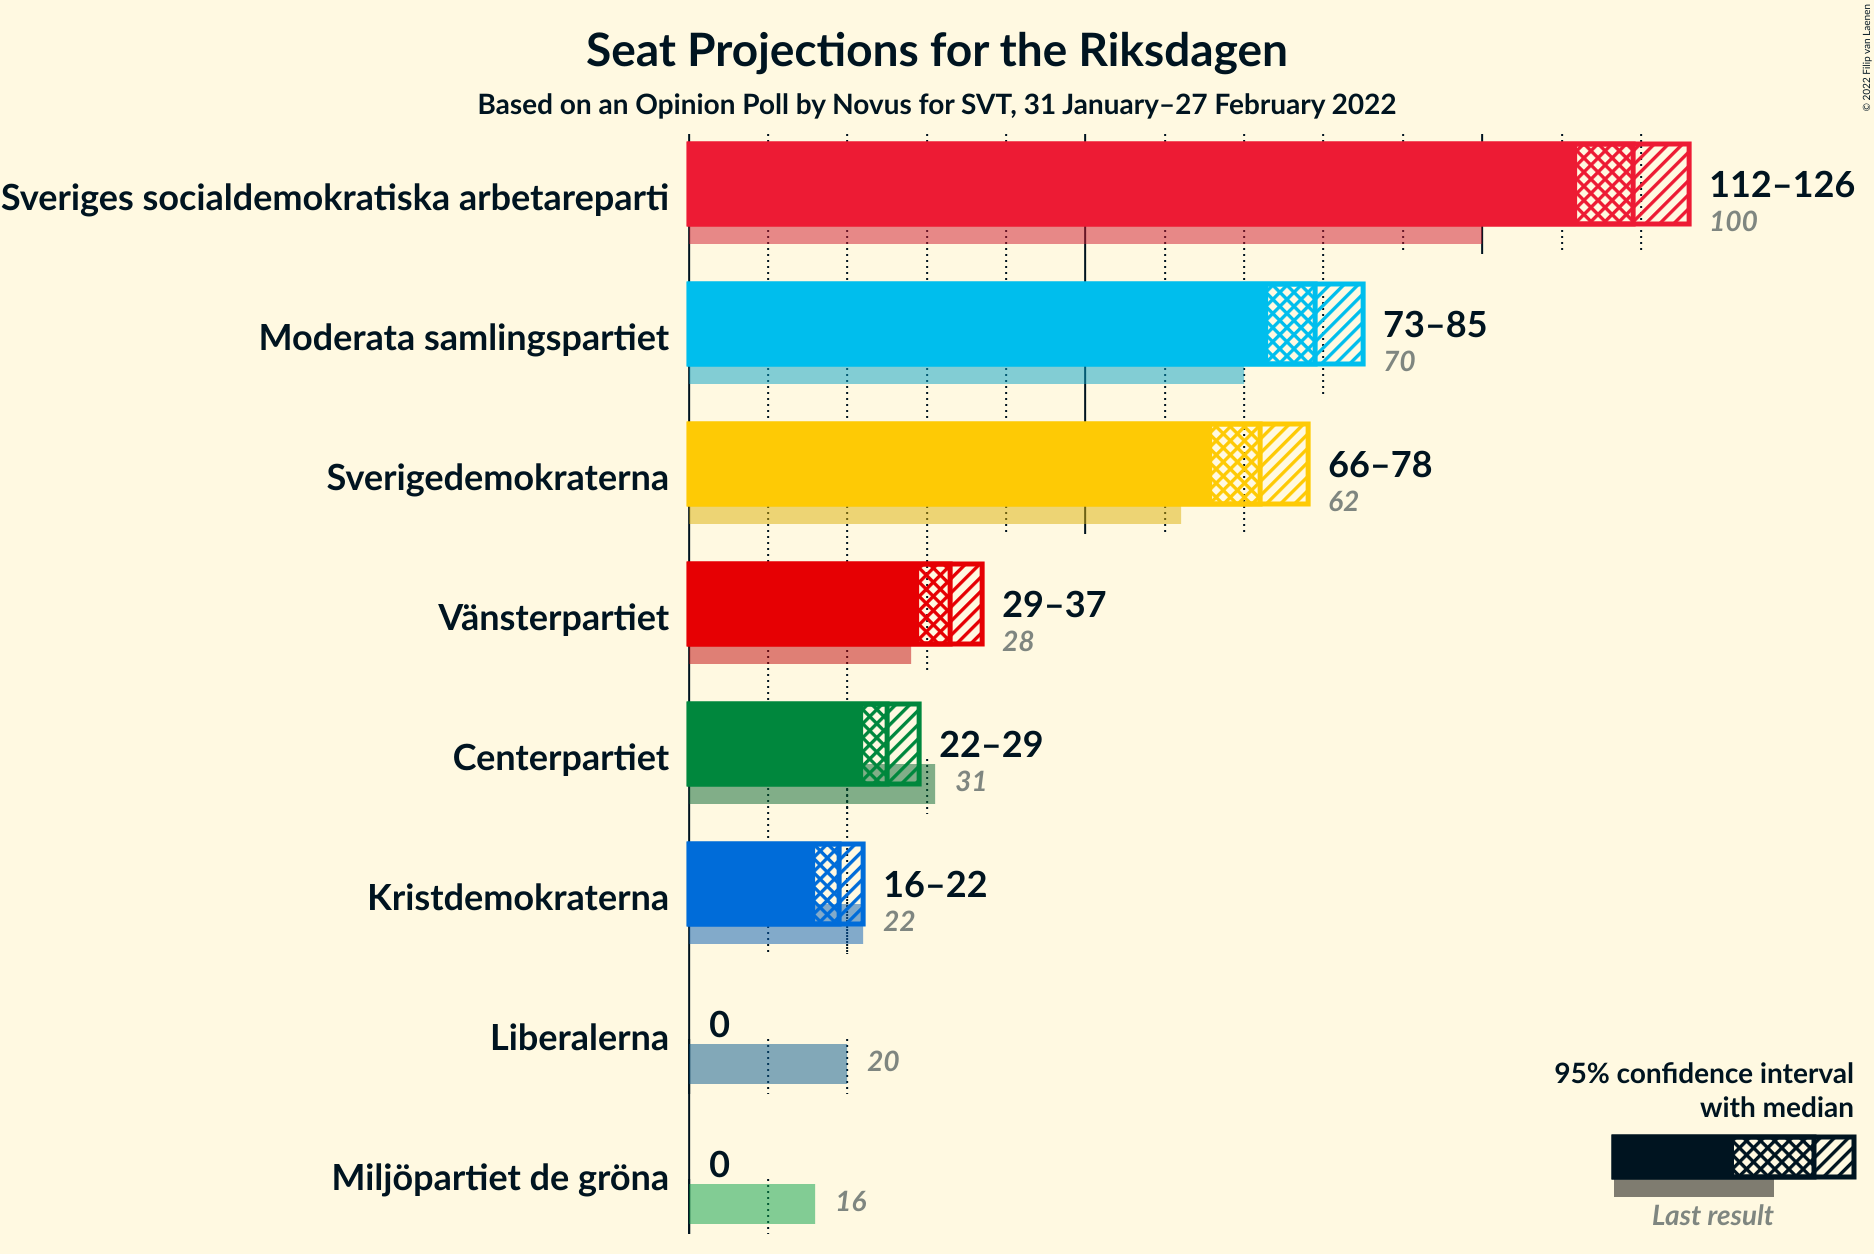 Seat Projections for the Riksdagen
Based on an Opinion Poll by Novus for SVT, 31 January–27 February 2022
© 2022 Filip van Laenen
Sveriges socialdemokratiska arbetareparti
112–126
100
Moderata samlingspartiet
73–85
70
Sverigedemokraterna
66–78
62
Vänsterpartiet
29–37
28
Centerpartiet
22–29
31
Kristdemokraterna
16–22
22
Liberalerna
0
20
Miljöpartiet de gröna
0
16
95% confidence interval
with median
Last result